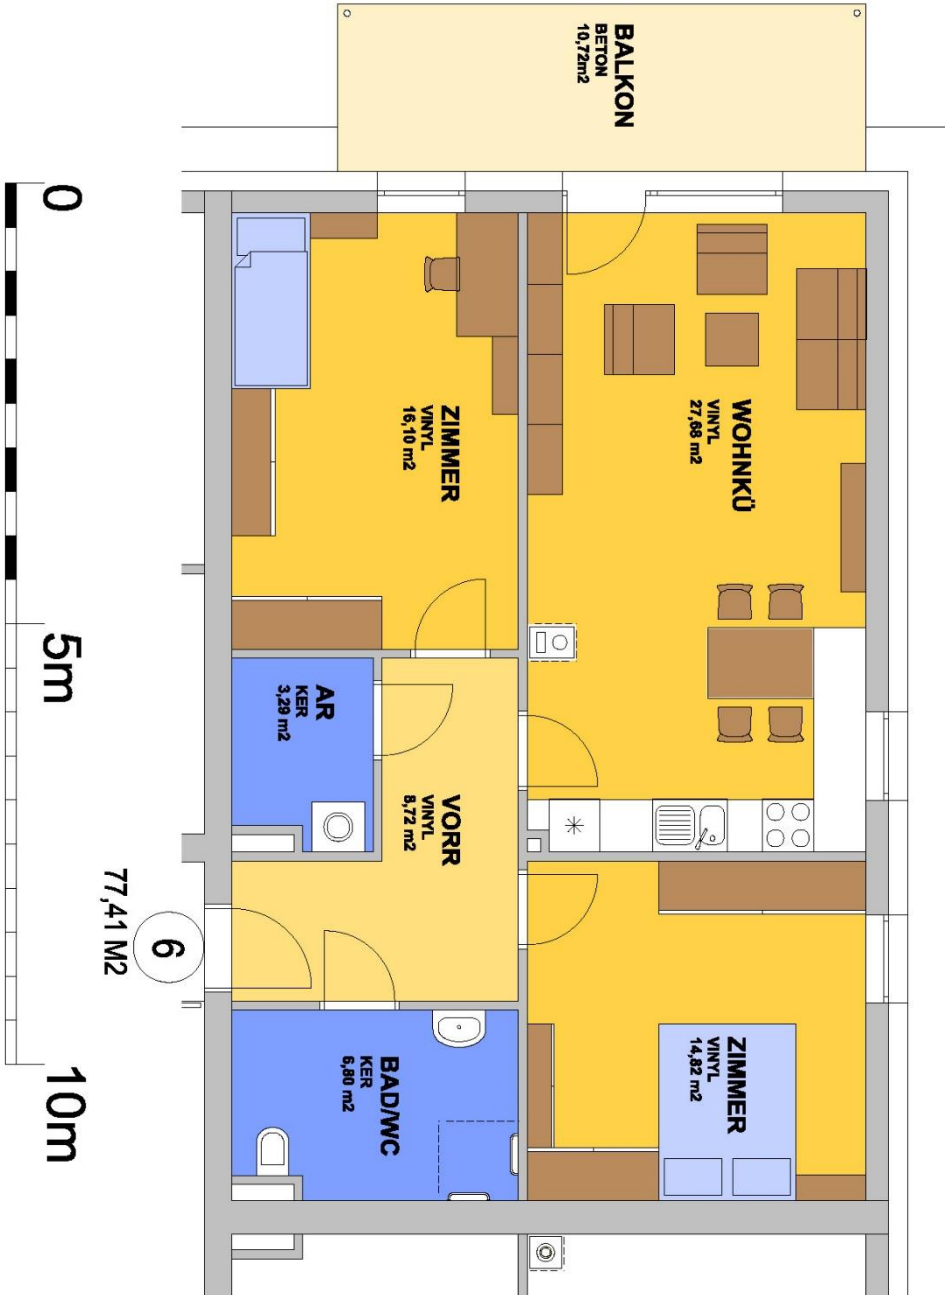 BALKON
BETON
10,72m2
WOHNKÜ
VINYL
27,68 m2
ZIMMER
VINYL
16,10 m2
AR
KER
3,29 m2
VORR
VINYL
8,72 m2
ZIMMER
VINYL
14,82 m2
BAD/WC
KER
6,80 m2
6
77,41 M2
0
5m
10m